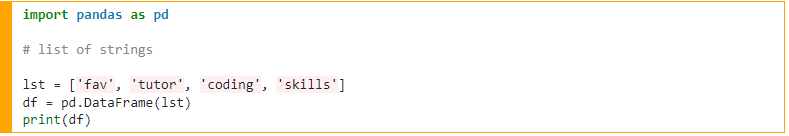 import pandas as pd
# list of strings
lst = ['fav', 'tutor', 'coding', 'skills']
df = pd.DataFrame(lst)
print(df)